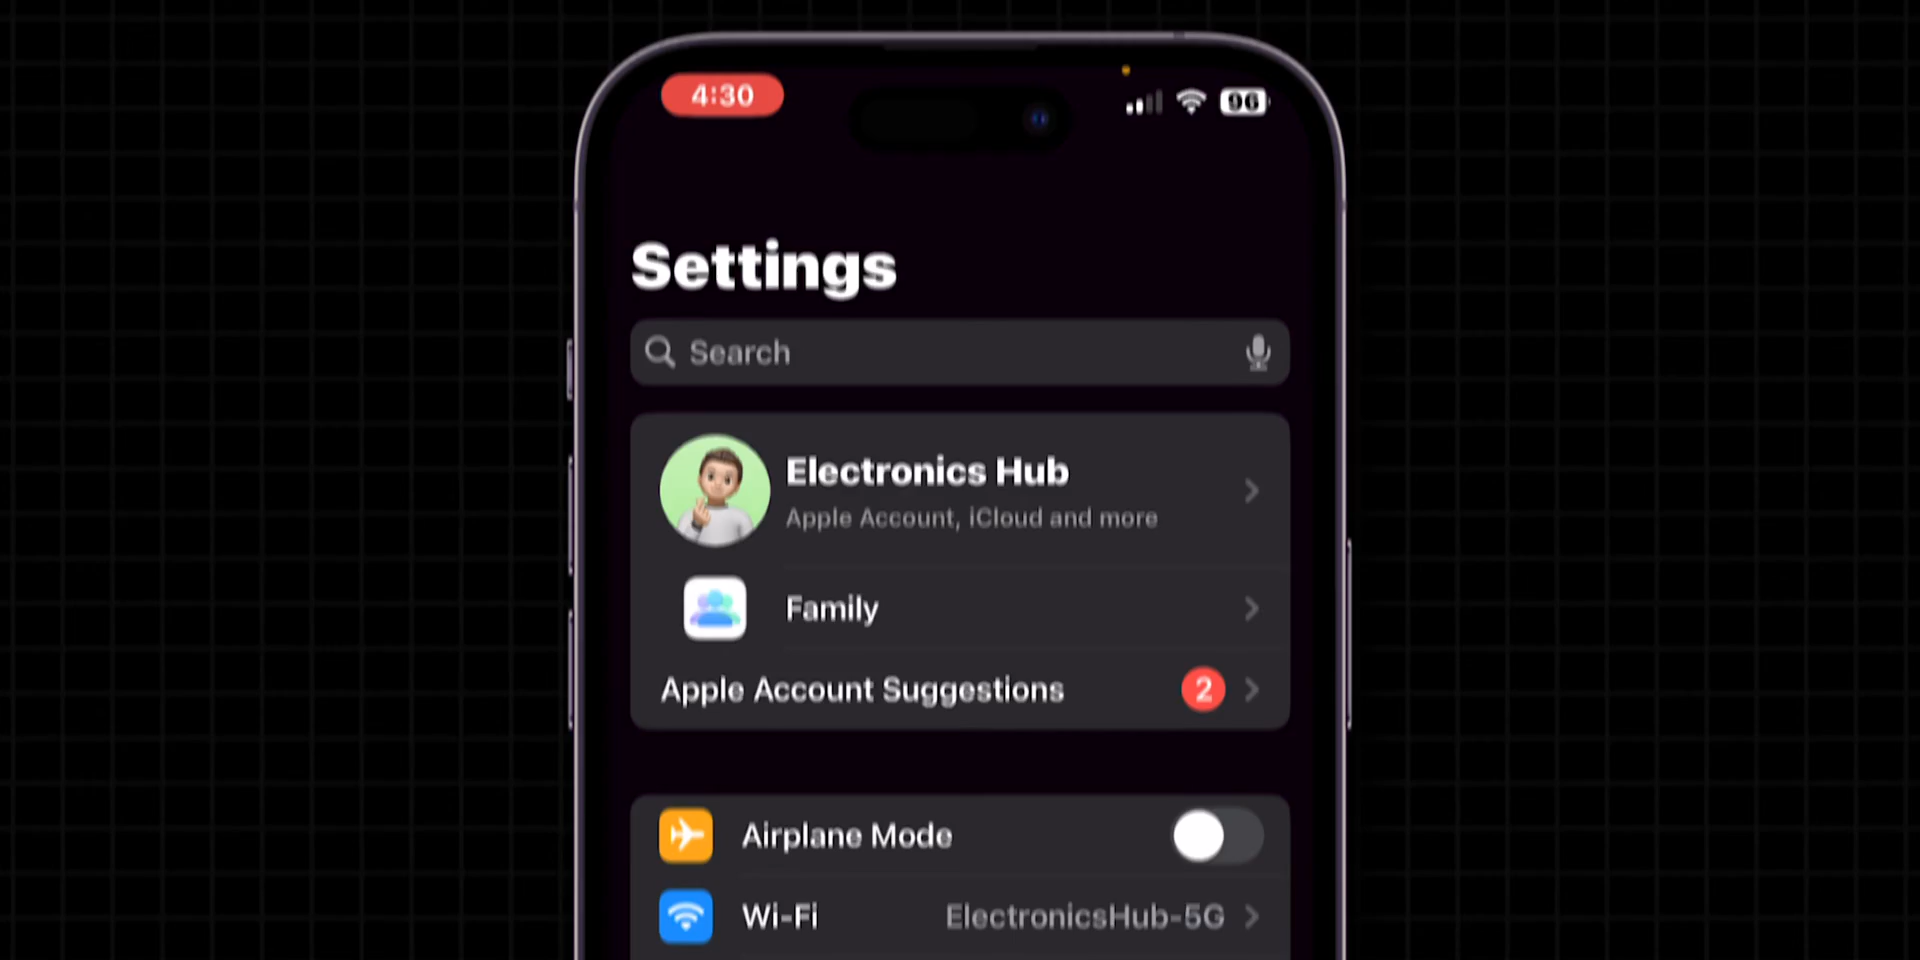 4:30
96
Settings
Search
Electronics Hub
Apple Account, iCloud and more
Family
Apple Account Suggestions 2
Airplane Mode
Wi-Fi ElectronicsHub-5G